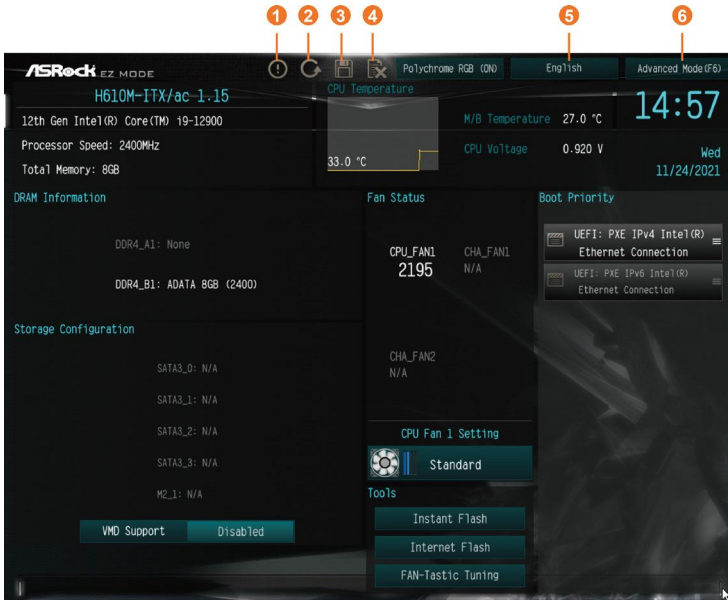 1 2 3 4 5 6
ASRock EZ MODE
Polychrome RGB (ON) English Advanced Mode(F6)
H610M-ITX/ac 1.15
12th Gen Intel(R) Core(TM) i9-12900
Processor Speed: 2400MHz
Total Memory: 8GB
CPU Temperature
33.0 °C
M/B Temperature 27.0 °C
CPU Voltage 0.920 V
14:57
Wed
11/24/2021
DRAM Information
DDR4_A1: None
DDR4_B1: ADATA 8GB (2400)
Storage Configuration
SATA3_0: N/A
SATA3_1: N/A
SATA3_2: N/A
SATA3_3: N/A
M2_1: N/A
VMD Support Disabled
Fan Status
CPU_FAN1 CHA_FAN1
2195 N/A
CHA_FAN2
N/A
CPU Fan 1 Setting
Standard
Tools
Instant Flash
Internet Flash
FAN-Tastic Tuning
Boot Priority
UEFI: PXE IPv4 Intel(R)
Ethernet Connection
UEFI: PXE IPv6 Intel(R)
Ethernet Connection